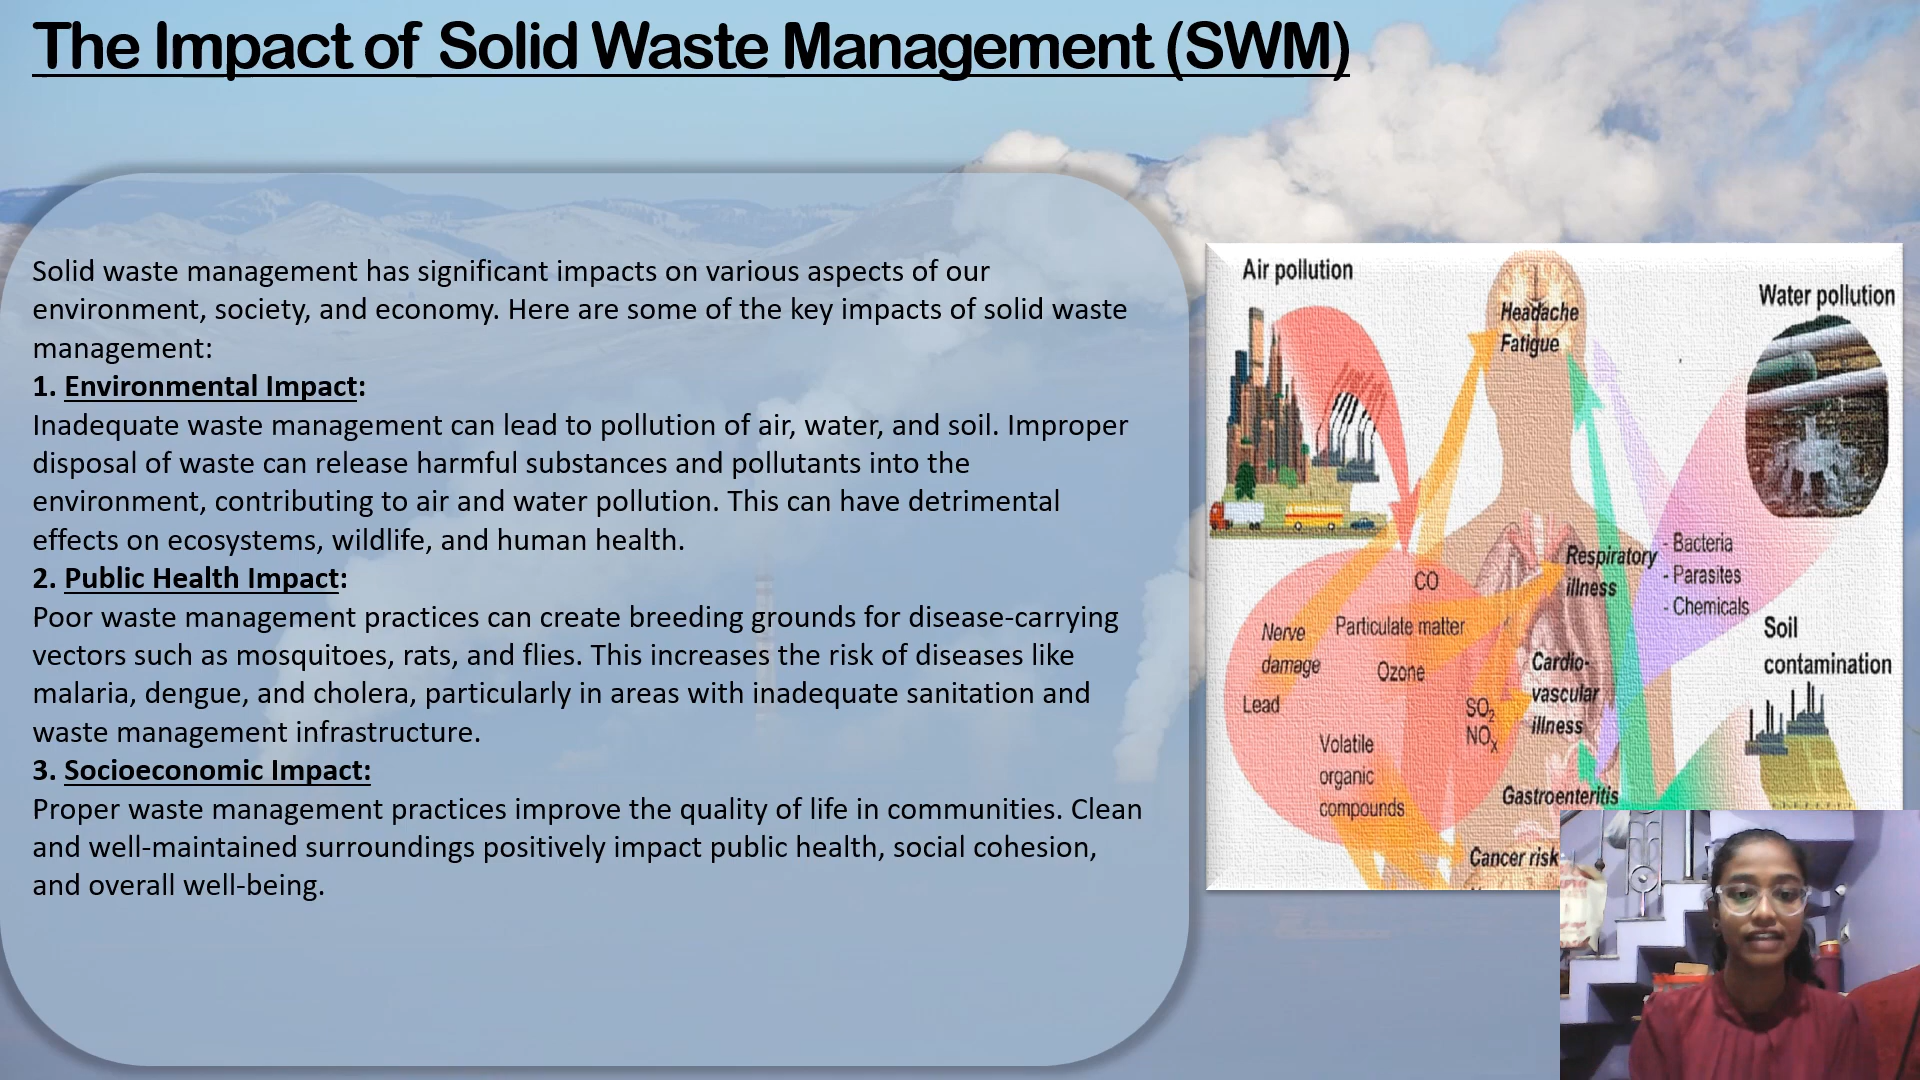 The Impact of Solid Waste Management (SWM)
Solid waste management has significant impacts on various aspects of our
environment, society, and economy. Here are some of the key impacts of solid waste
management:
1. Environmental Impact:
Inadequate waste management can lead to pollution of air, water, and soil. Improper
disposal of waste can release harmful substances and pollutants into the
environment, contributing to air and water pollution. This can have detrimental
effects on ecosystems, wildlife, and human health.
2. Public Health Impact:
Poor waste management practices can create breeding grounds for disease-carrying
vectors such as mosquitoes, rats, and flies. This increases the risk of diseases like
malaria, dengue, and cholera, particularly in areas with inadequate sanitation and
waste management infrastructure.
3. Socioeconomic Impact:
Proper waste management practices improve the quality of life in communities. Clean
and well-maintained surroundings positively impact public health, social cohesion,
and overall well-being.
Air pollution
Headache
Fatigue
Water pollution
Respiratory
illness
- Bacteria
- Parasites
- Chemicals
CO
Particulate matter
Nerve
damage
Ozone
Lead
SO2
NOx
Cardio-
vascular
illness
Soil
contamination
Volatile
organic
compounds
Gastroenteritis
Cancer risk